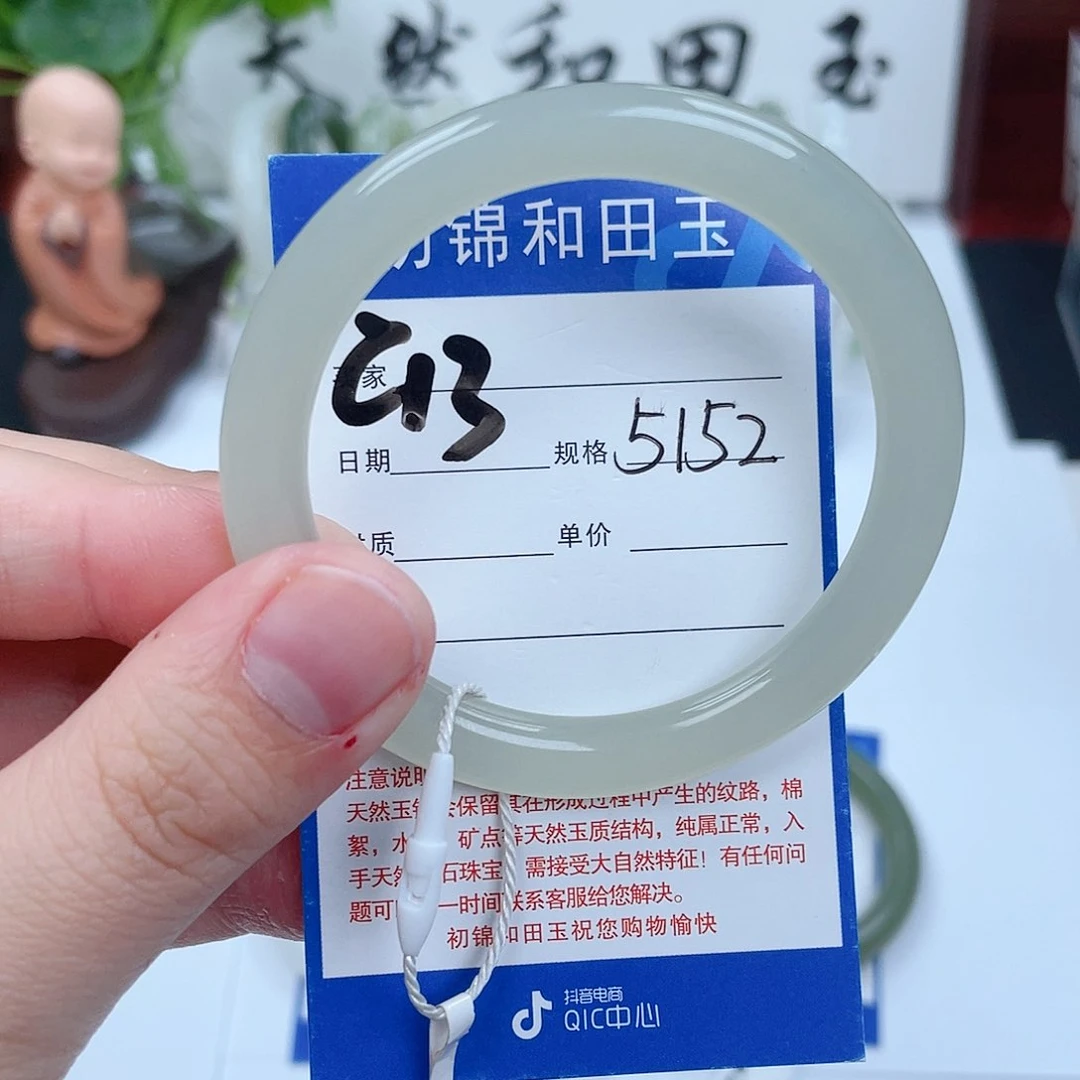 天然和田玉
初锦和田玉
家
日期 规格 5152
质 单价
注意说明
天然玉 会保留其在形成过程中产生的纹路，棉
絮，水 矿点等天然玉质结构，纯属正常，入
手天然 石珠宝 需接受大自然特征！有任何问
题可 一时间联系客服给您解决。
初锦和田玉祝您购物愉快
抖音电商
QIC中心